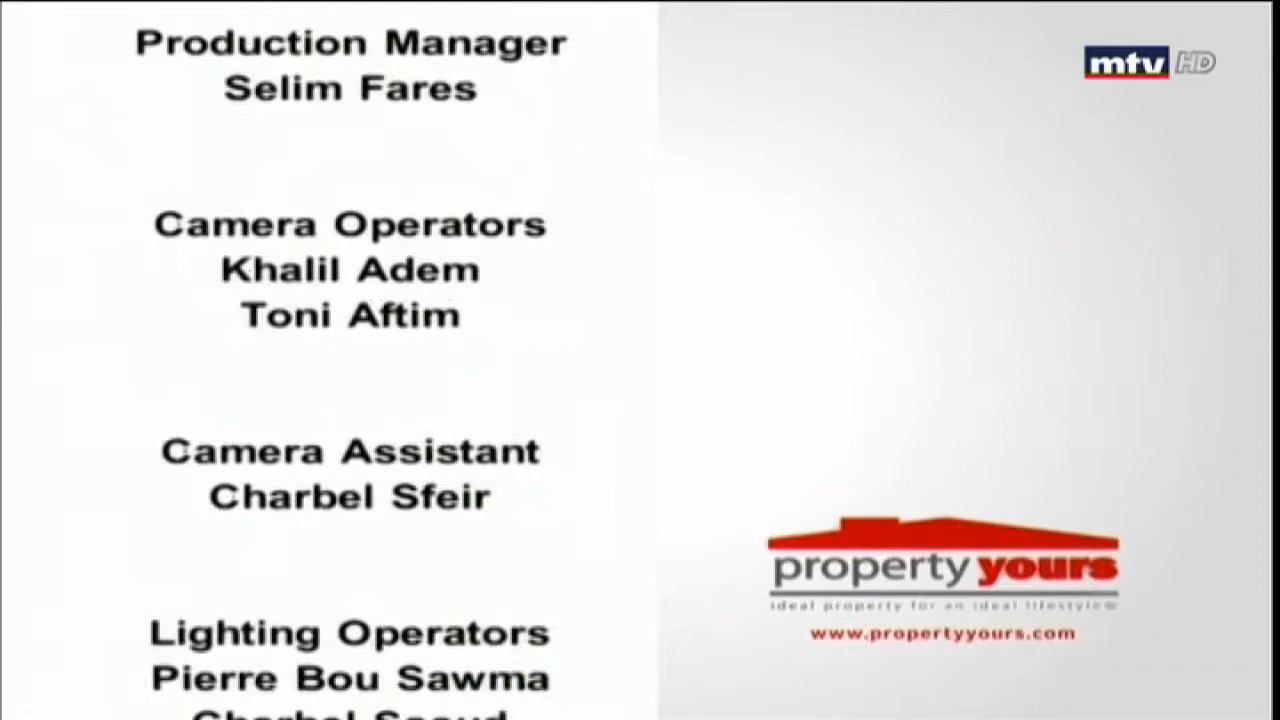 Production Manager
Selim Fares
Camera Operators
Khalil Adem
Toni Aftim
Camera Assistant
Charbel Sfeir
Lighting Operators
Pierre Bou Sawma
Charbel
mtv HD
property yours
ideal property for an ideal lifestyle®
www.propertyyours.com